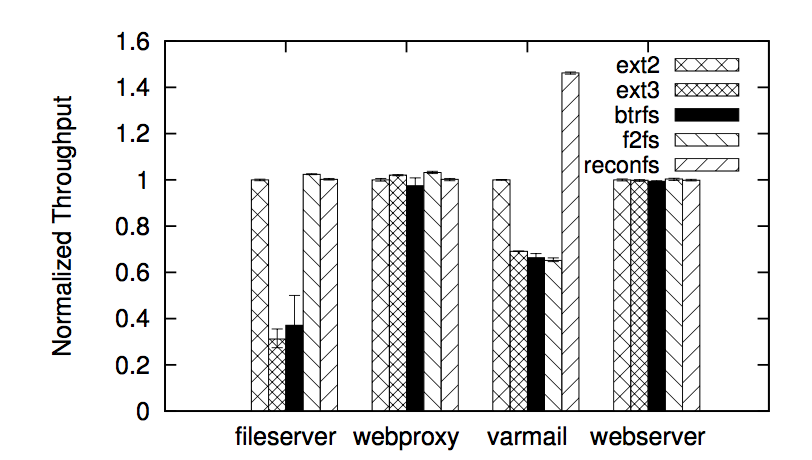 1.6
1.4
1.2
1
0.8
0.6
0.4
0.2
0
Normalized Throughput
ext2
ext3
btrfs
f2fs
reconfs
fileserver webproxy varmail webserver